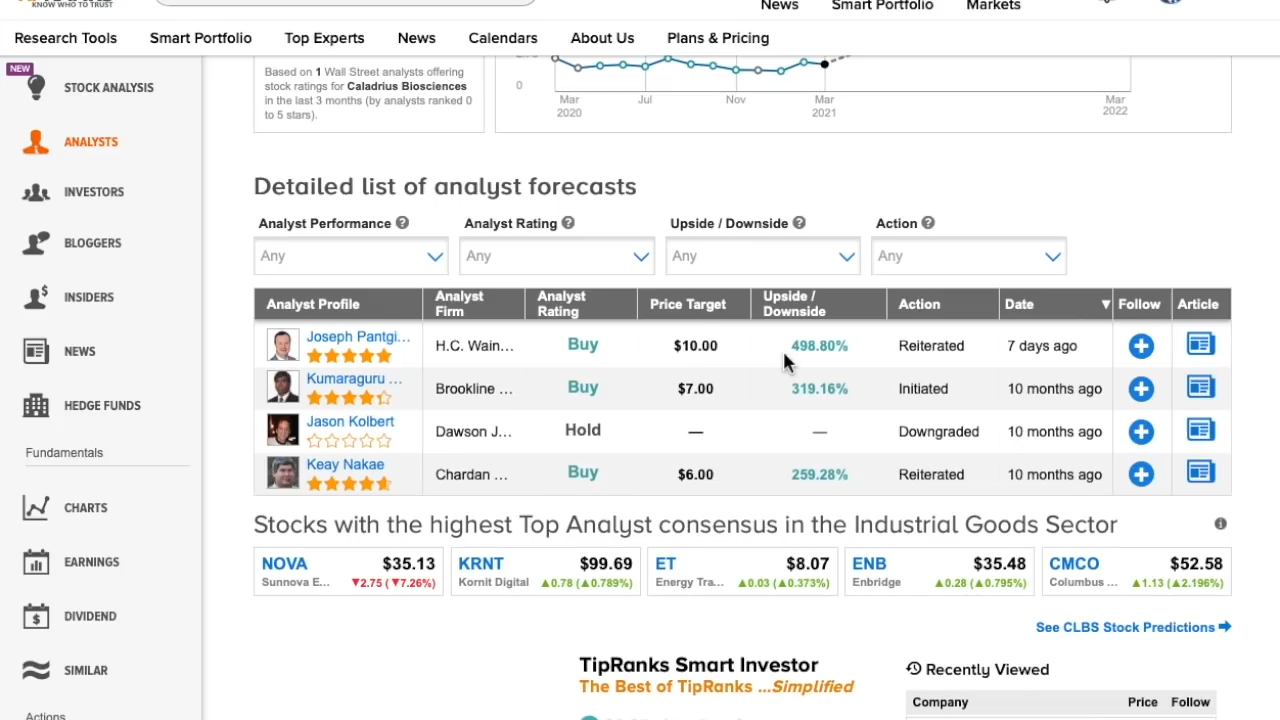 KNOW WHO TO TRUST
News Smart Portfolio Markets
Research Tools Smart Portfolio Top Experts News Calendars About Us Plans & Pricing
NEW
STOCK ANALYSIS
ANALYSTS
INVESTORS
BLOGGERS
INSIDERS
NEWS
HEDGE FUNDS
Fundamentals
CHARTS
EARNINGS
DIVIDEND
SIMILAR
Actions
Based on 1 Wall Street analysts offering
stock ratings for Caladrius Biosciences
in the last 3 months (by analysts ranked 0
to 5 stars).
0
Mar 2020 Jul Nov Mar 2021 Mar 2022
Detailed list of analyst forecasts
Analyst Performance Analyst Rating Upside / Downside Action
Any Any Any Any
Analyst Profile Analyst Firm Analyst Rating Price Target Upside / Downside Action Date Follow Article
Joseph Pantgi... H.C. Wain... Buy $10.00 498.80% Reiterated 7 days ago
Kumaraguru ... Brookline ... Buy $7.00 319.16% Initiated 10 months ago
Jason Kolbert Dawson J... Hold — — Downgraded 10 months ago
Keay Nakae Chardan ... Buy $6.00 259.28% Reiterated 10 months ago
Stocks with the highest Top Analyst consensus in the Industrial Goods Sector
NOVA $35.13 KRNT $99.69 ET $8.07 ENB $35.48 CMCO $52.58
Sunnova E... ▼2.75 (▼7.26%) Kornit Digital ▲0.78 (▲0.789%) Energy Tra... ▲0.03 (▲0.373%) Enbridge ▲0.28 (▲0.795%) Columbus ... ▲1.13 (▲2.196%)
See CLBS Stock Predictions
TipRanks Smart Investor
The Best of TipRanks ...Simplified
Recently Viewed
Company Price Follow